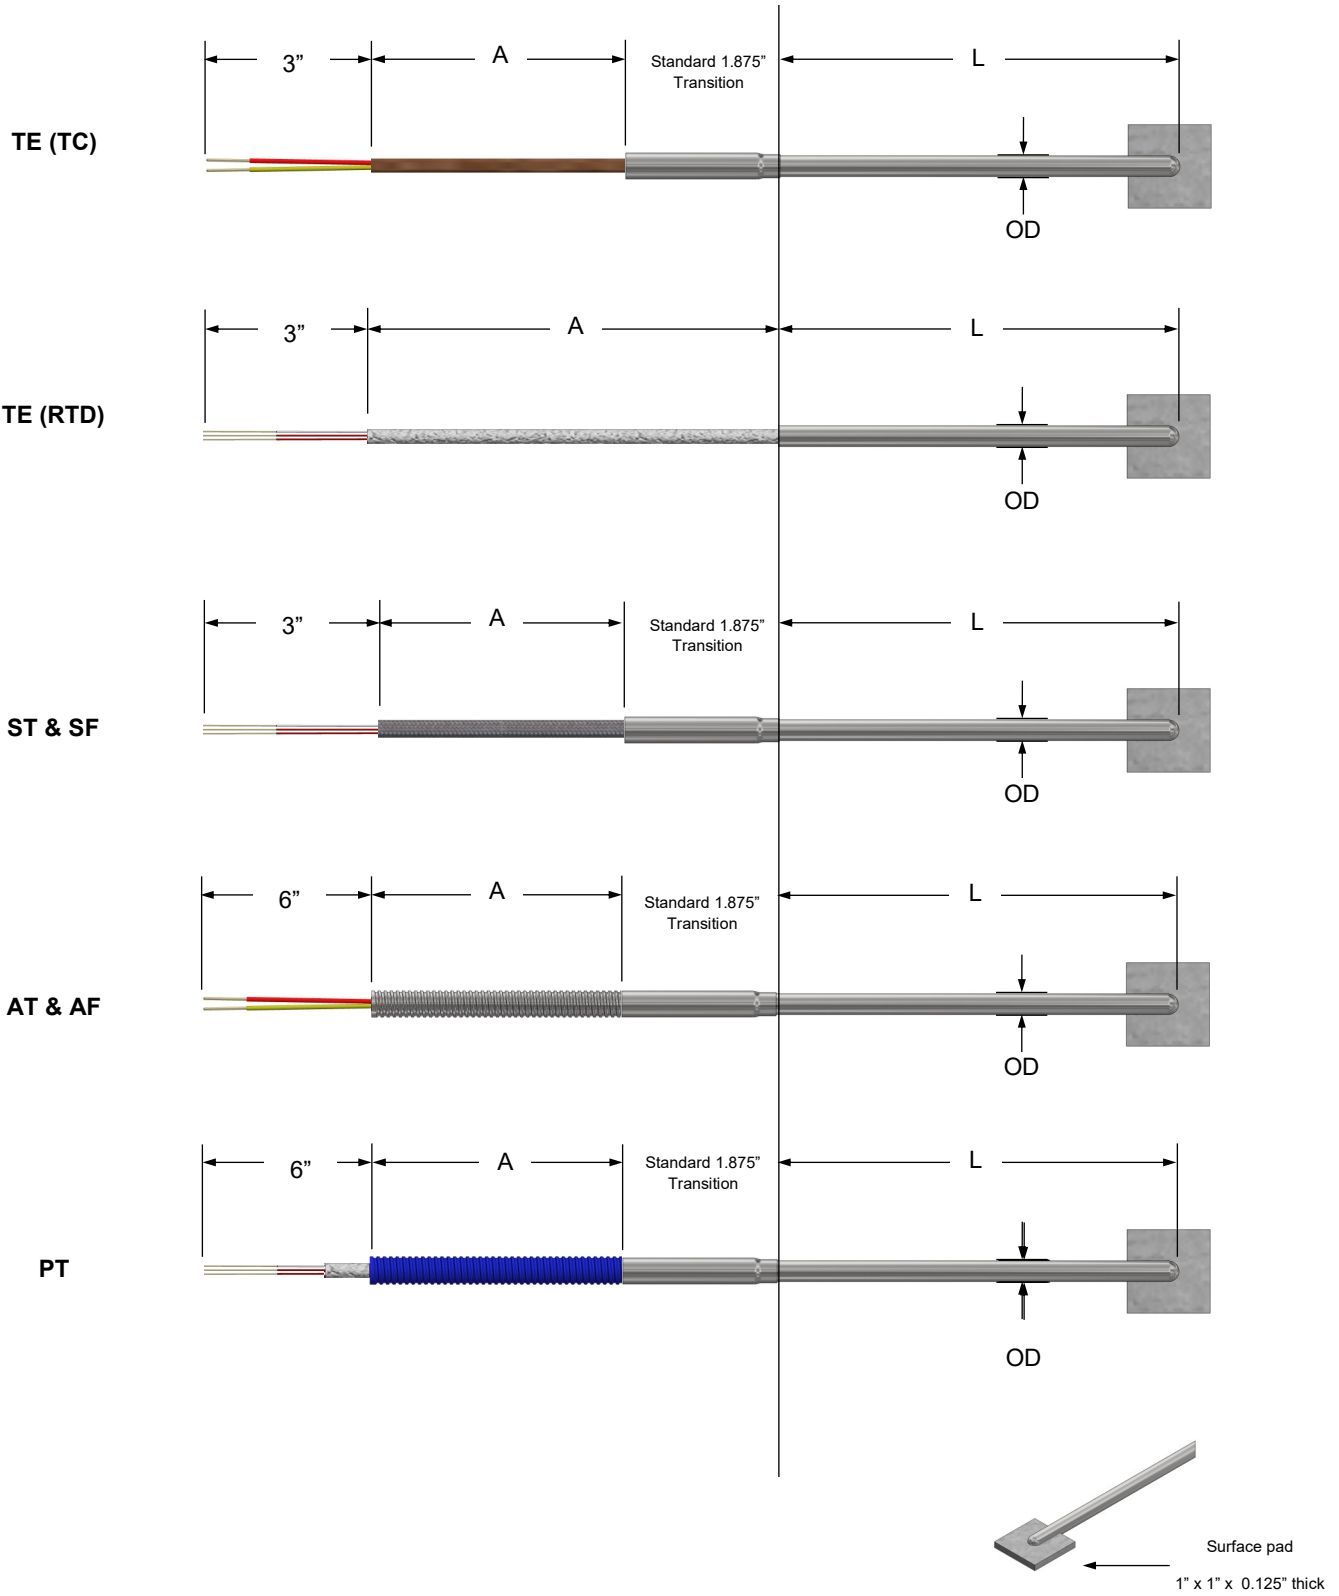 3”
A
Standard 1.875”
Transition
L
TE (TC)
OD
3”
A
L
TE (RTD)
OD
3”
A
Standard 1.875”
Transition
L
ST & SF
OD
6”
A
Standard 1.875”
Transition
L
AT & AF
OD
6”
A
Standard 1.875”
Transition
L
PT
OD
Surface pad
1” x 1” x 0.125” thick